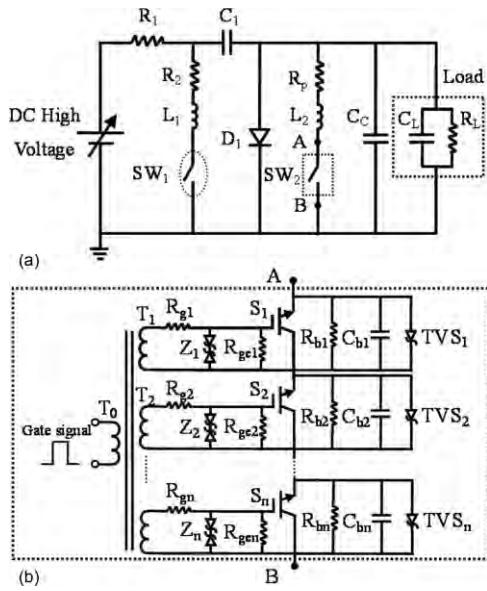 R1
C1
R2
L1
SW1
DC High
Voltage
D1
Rp
L2
A
SW2
B
CC
Load
CL
RL
(a)
A
T1
Rg1
S1
Z1
Rge1
Rb1
Cb1
TVS1
T0
Gate signal
T2
Rg2
S2
Z2
Rge2
Rb2
Cb2
TVS2
Rgn
Sn
Zn
Rgen
Rbn
Cbn
TVSn
B
(b)